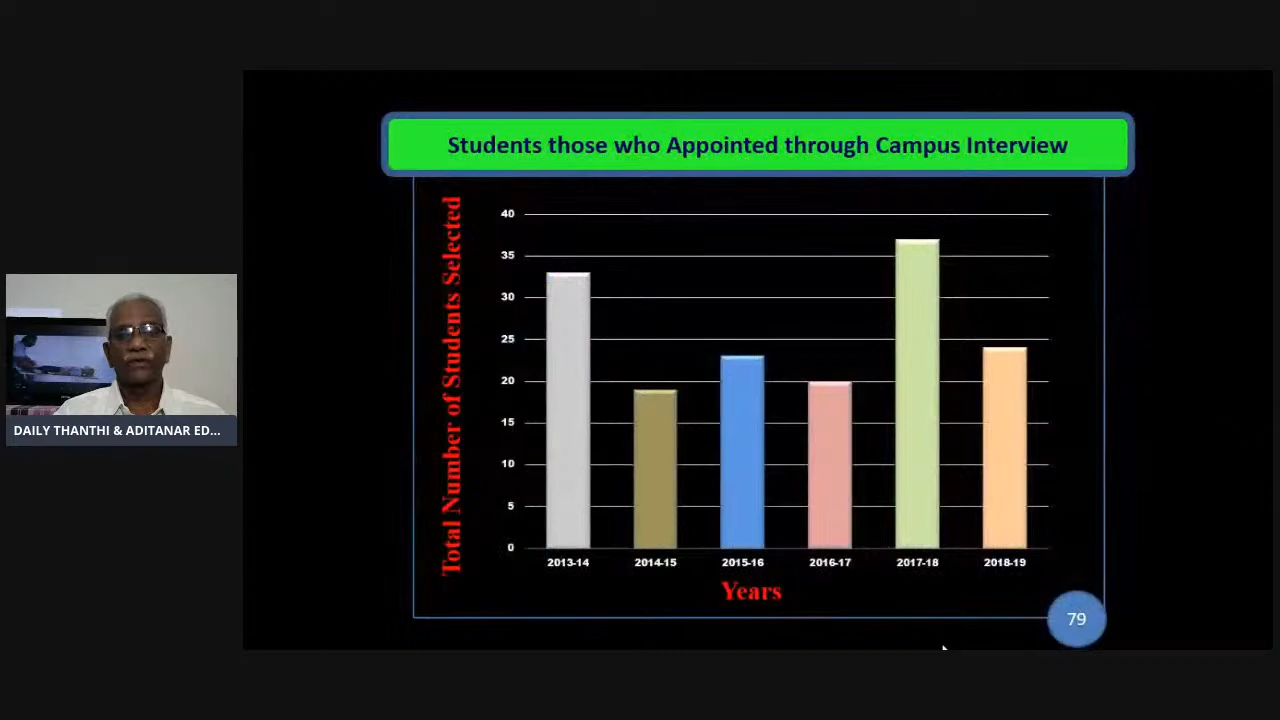 Students those who Appointed through Campus Interview
Total Number of Students Selected
40
35
30
25
20
15
10
5
0
2013-14 2014-15 2015-16 2016-17 2017-18 2018-19
Years
79
DAILY THANTHI & ADITANAR ED...